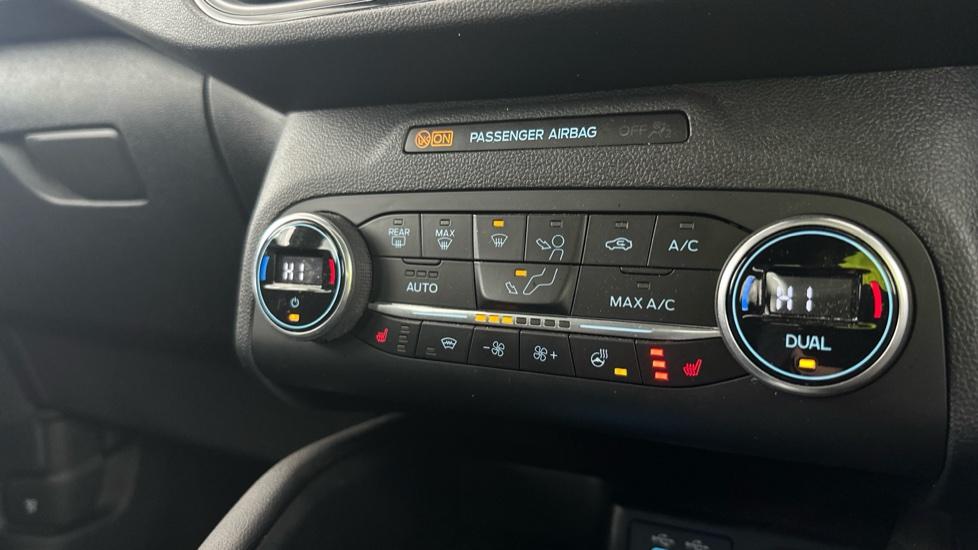 ON PASSENGER AIRBAG OFF
REAR MAX A/C
HI AUTO MAX A/C HI
DUAL